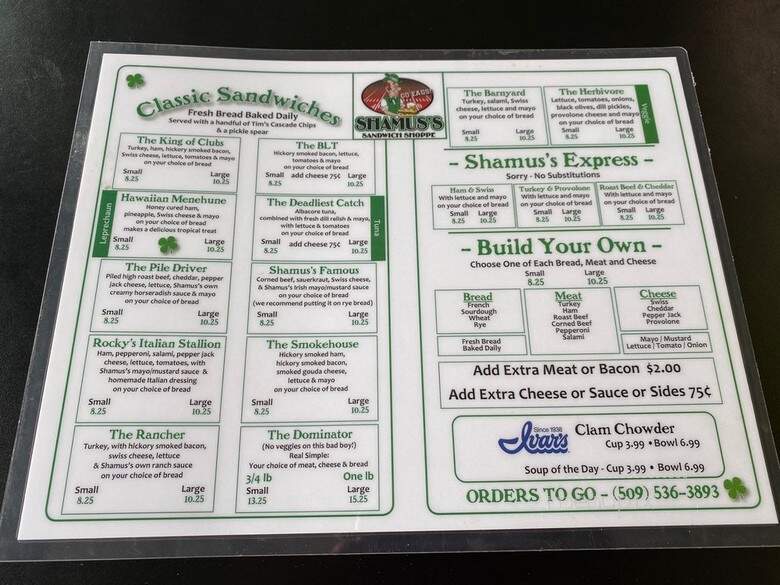 Classic Sandwiches
Fresh Bread Baked Daily
Served with a handful of Tim's Cascade Chips
& a pickle spear
The King of Clubs
Turkey, ham, hickory smoked bacon,
Swiss cheese, lettuce, tomatoes & mayo
on your choice of bread
Small Large
8.25 10.25
Leprechaun
Hawaiian Menehune
Honey cured ham,
pineapple, Swiss cheese & mayo
on your choice of bread
makes a delicious tropical treat
Small Large
8.25 10.25
The Pile Driver
Piled high roast beef, cheddar, pepper
jack cheese, lettuce, Shamus's own
creamy horseradish sauce & mayo
on your choice of bread
Small Large
8.25 10.25
Rocky's Italian Stallion
Ham, pepperoni, salami, pepper jack
cheese, lettuce, tomatoes, with
Shamus's mayo/mustard sauce &
homemade Italian dressing
on your choice of bread
Small Large
8.25 10.25
The Rancher
Turkey, with hickory smoked bacon,
swiss cheese, lettuce
& Shamus's own ranch sauce
on your choice of bread
Small Large
8.25 10.25
GO EAGS!
SHAMUS'S
SANDWICH SHOPPE
The BLT
Hickory smoked bacon, lettuce,
tomatoes & mayo
on your choice of bread
Small add cheese 75¢ Large
8.25 10.25
The Deadliest Catch
Albacore tuna,
combined with fresh dill relish & mayo,
with lettuce & tomatoes
on your choice of bread
Small add cheese 75¢ Large
8.25 10.25
Tuna
Shamus's Famous
Corned beef, sauerkraut, Swiss cheese,
& Shamus's Irish mayo/mustard sauce
on your choice of bread
(we recommend putting it on rye bread)
Small Large
8.25 10.25
The Smokehouse
Hickory smoked ham,
hickory smoked bacon,
smoked gouda cheese,
lettuce & mayo
on your choice of bread
Small Large
8.25 10.25
The Dominator
(No veggies on this bad boy!)
Real Simple:
Your choice of meat, cheese & bread
3/4 lb One lb
Small Large
13.25 15.25
The Barnyard
Turkey, salami, Swiss
cheese, lettuce and mayo
on your choice of bread
Small Large
8.25 10.25
The Herbivore
Lettuce, tomatoes, onions,
black olives, dill pickles,
provolone cheese and mayo
on your choice of bread
Small Large
8.25 10.25
Veggie
- Shamus's Express -
Sorry - No Substitutions
Ham & Swiss
With lettuce and mayo
on your choice of bread
Small Large
8.25 10.25
Turkey & Provolone
With lettuce and mayo
on your choice of bread
Small Large
8.25 10.25
Roast Beef & Cheddar
With lettuce and mayo
on your choice of bread
Small Large
8.25 10.25
- Build Your Own -
Choose One of Each Bread, Meat and Cheese
Small Large
8.25 10.25
Bread
French
Sourdough
Wheat
Rye
Fresh Bread
Baked Daily
Meat
Turkey
Ham
Roast Beef
Corned Beef
Pepperoni
Salami
Cheese
Swiss
Cheddar
Pepper Jack
Provolone
Mayo / Mustard
Lettuce / Tomato / Onion
Add Extra Meat or Bacon $2.00
Add Extra Cheese or Sauce or Sides 75¢
Since 1938
Ivar's
Clam Chowder
Cup 3.99 • Bowl 6.99
Soup of the Day - Cup 3.99 • Bowl 6.99
ORDERS TO GO - (509) 536-3893